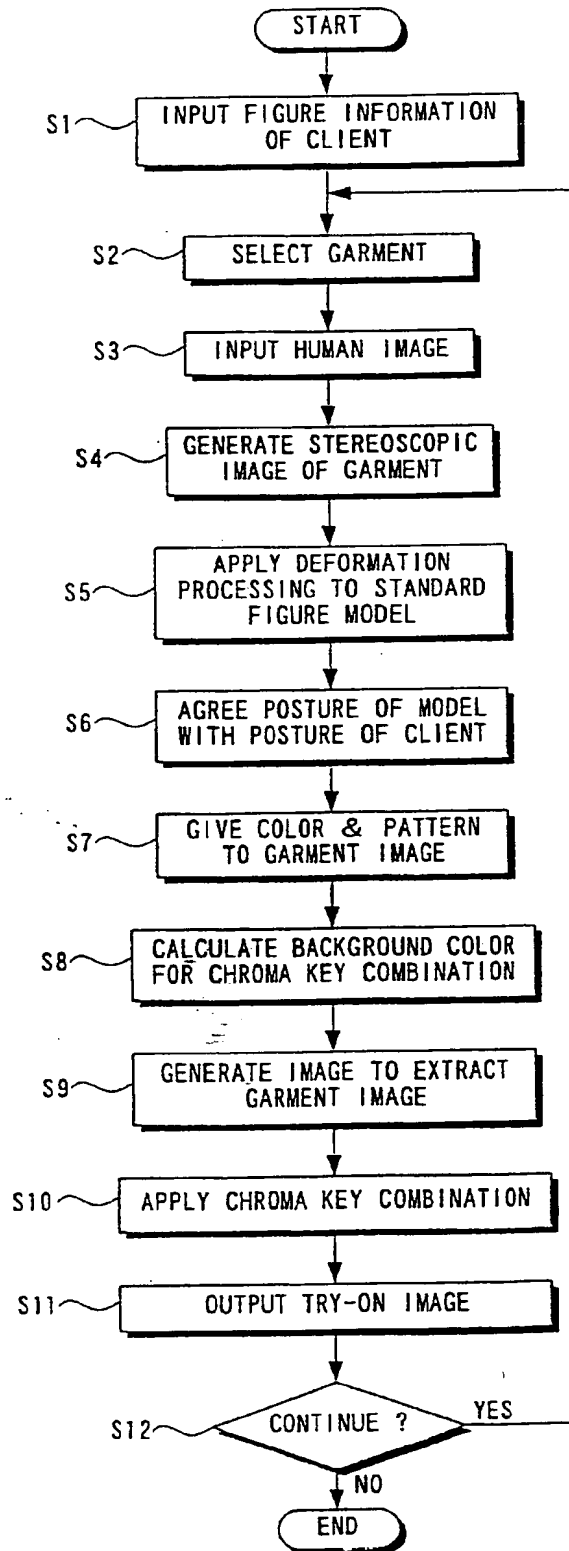 START
S1
INPUT FIGURE INFORMATION
OF CLIENT
S2
SELECT GARMENT
S3
INPUT HUMAN IMAGE
S4
GENERATE STEREOSCOPIC
IMAGE OF GARMENT
S5
APPLY DEFORMATION
PROCESSING TO STANDARD
FIGURE MODEL
S6
AGREE POSTURE OF MODEL
WITH POSTURE OF CLIENT
S7
GIVE COLOR & PATTERN
TO GARMENT IMAGE
S8
CALCULATE BACKGROUND COLOR
FOR CHROMA KEY COMBINATION
S9
GENERATE IMAGE TO EXTRACT
GARMENT IMAGE
S10
APPLY CHROMA KEY COMBINATION
S11
OUTPUT TRY-ON IMAGE
S12
CONTINUE ?
YES
NO
END